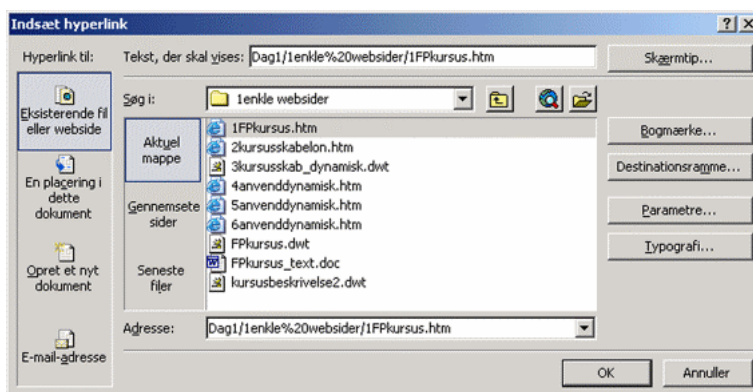 Indsæt hyperlink
Hyperlink til:
Tekst, der skal vises:
Dag1/1enkle%20websider/1FPkursus.htm
Skærmtip...
Eksisterende fil
eller webside
Søg i:
1enkle websider
Aktuel
mappe
1FPkursus.htm
2kursusskabelon.htm
3kursusskab_dynamisk.dwt
4anvenddynamisk.htm
5anvenddynamisk.htm
6anvenddynamisk.htm
FPkursus.dwt
FPkursus_text.doc
kursusbeskrivelse2.dwt
Bogmærke...
Destinationsramme...
Parametre...
Typografi...
En placering i
dette
dokument
Gennemsete
sider
Opret et nyt
dokument
Seneste
filer
E-mail-adresse
Adresse:
Dag1/1enkle%20websider/1FPkursus.htm
OK
Annuller